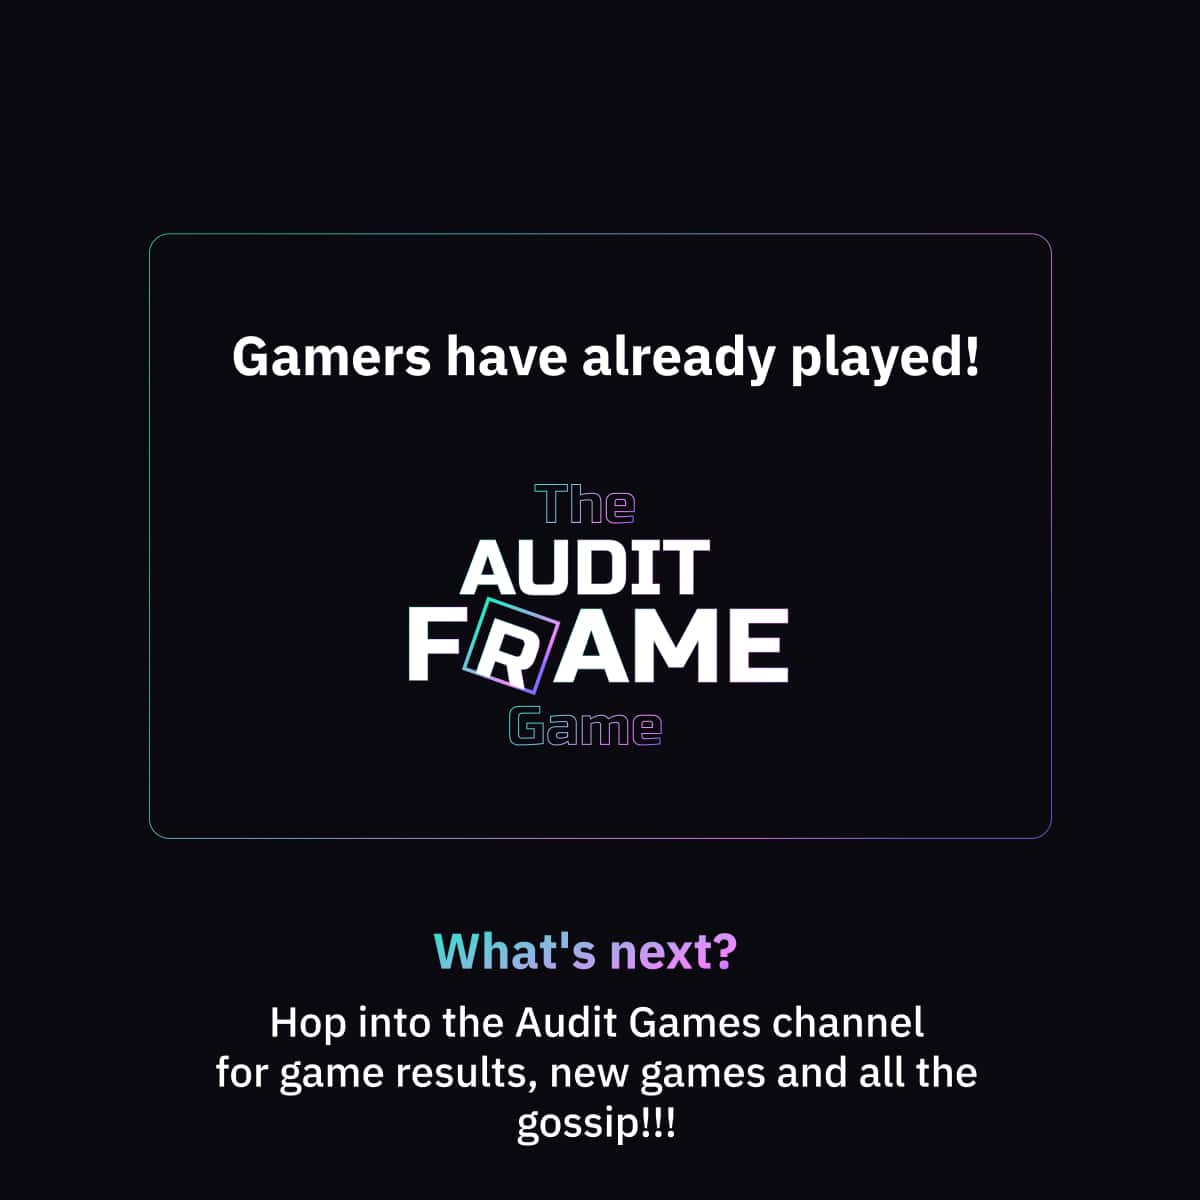 Gamers have already played!
The
AUDIT
FRAME
Game
What's next?
Hop into the Audit Games channel
for game results, new games and all the
gossip!!!